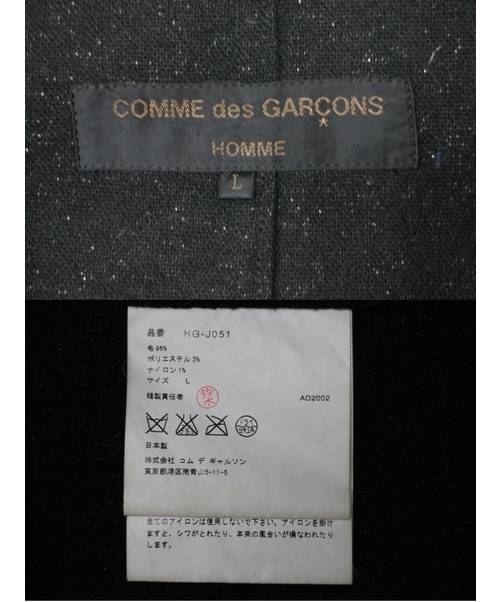 COMME des GARÇONS
HOMME
L
品番 HG-J051
毛96%
ポリエステル3%
ナイロン1%
サイズ L
縫製責任者 AD2002
日本製
株式会社 コム デ ギャルソン
東京都港区南青山5-11-5
全てのアイロンは使用しないで下さい。アイロンを掛け
ますと、シワがとれたり、本来の風合いが損なわれたり
します。